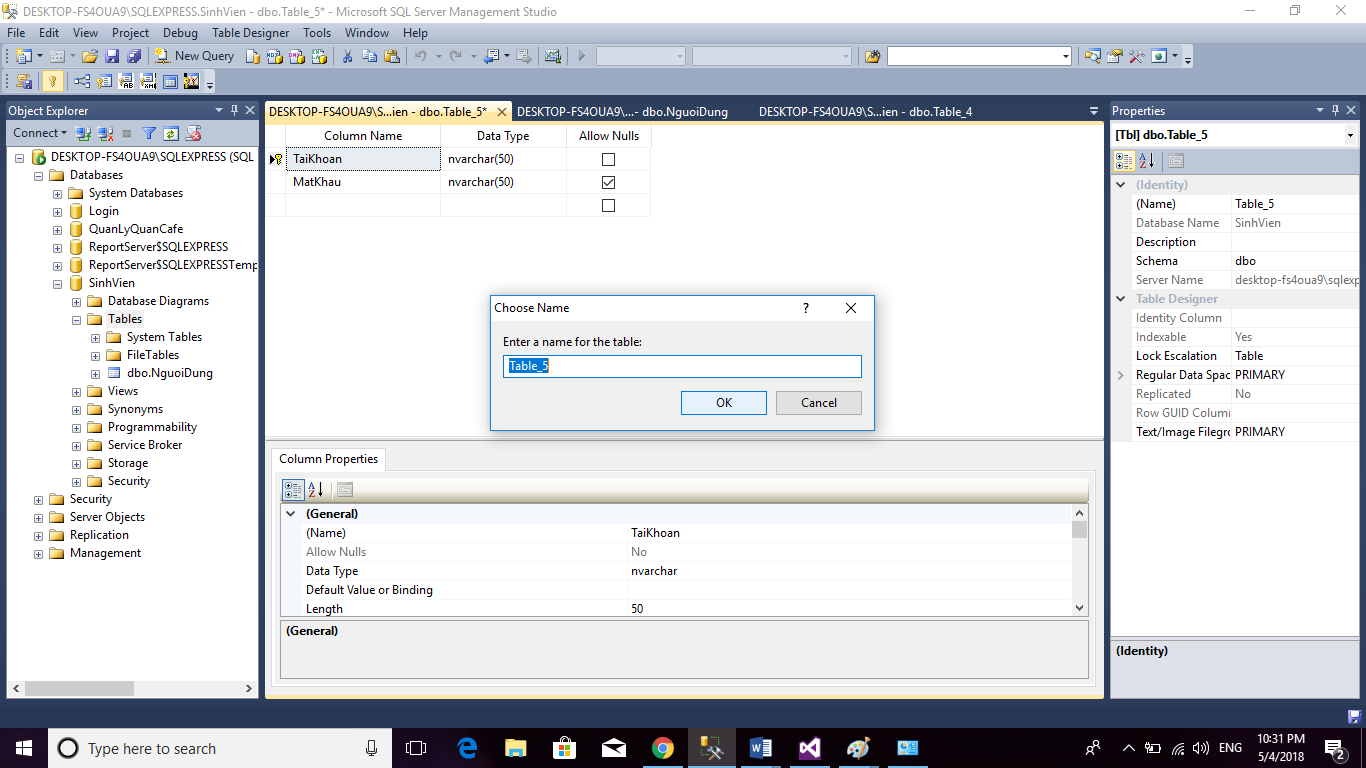 DESKTOP-FS4OUA9\SQLEXPRESS.SinhVien - dbo.Table_5* - Microsoft SQL Server Management Studio
File Edit View Project Debug Table Designer Tools Window Help
New Query
Object Explorer
Connect
DESKTOP-FS4OUA9\SQLEXPRESS (SQL
Databases
System Databases
Login
QuanLyQuanCafe
ReportServer$SQLEXPRESS
ReportServer$SQLEXPRESSTemp
SinhVien
Database Diagrams
Tables
System Tables
FileTables
dbo.NguoiDung
Views
Synonyms
Programmability
Service Broker
Storage
Security
Security
Server Objects
Replication
Management
DESKTOP-FS4OUA9\S...ien - dbo.Table_5* DESKTOP-FS4OUA9\...- dbo.NguoiDung DESKTOP-FS4OUA9\S...ien - dbo.Table_4
Column Name Data Type Allow Nulls
TaiKhoan nvarchar(50)
MatKhau nvarchar(50)
Choose Name ?
Enter a name for the table:
Table_5
OK Cancel
Column Properties
(General)
(Name) TaiKhoan
Allow Nulls No
Data Type nvarchar
Default Value or Binding
Length 50
(General)
Properties
[Tbl] dbo.Table_5
(Identity)
(Name) Table_5
Database Name SinhVien
Description
Schema dbo
Server Name desktop-fs4oua9\sqlexp
Table Designer
Identity Column
Indexable Yes
Lock Escalation Table
Regular Data Spac PRIMARY
Replicated No
Row GUID Column
Text/Image Filegro PRIMARY
(Identity)
Type here to search
ENG
10:31 PM
5/4/2018
2